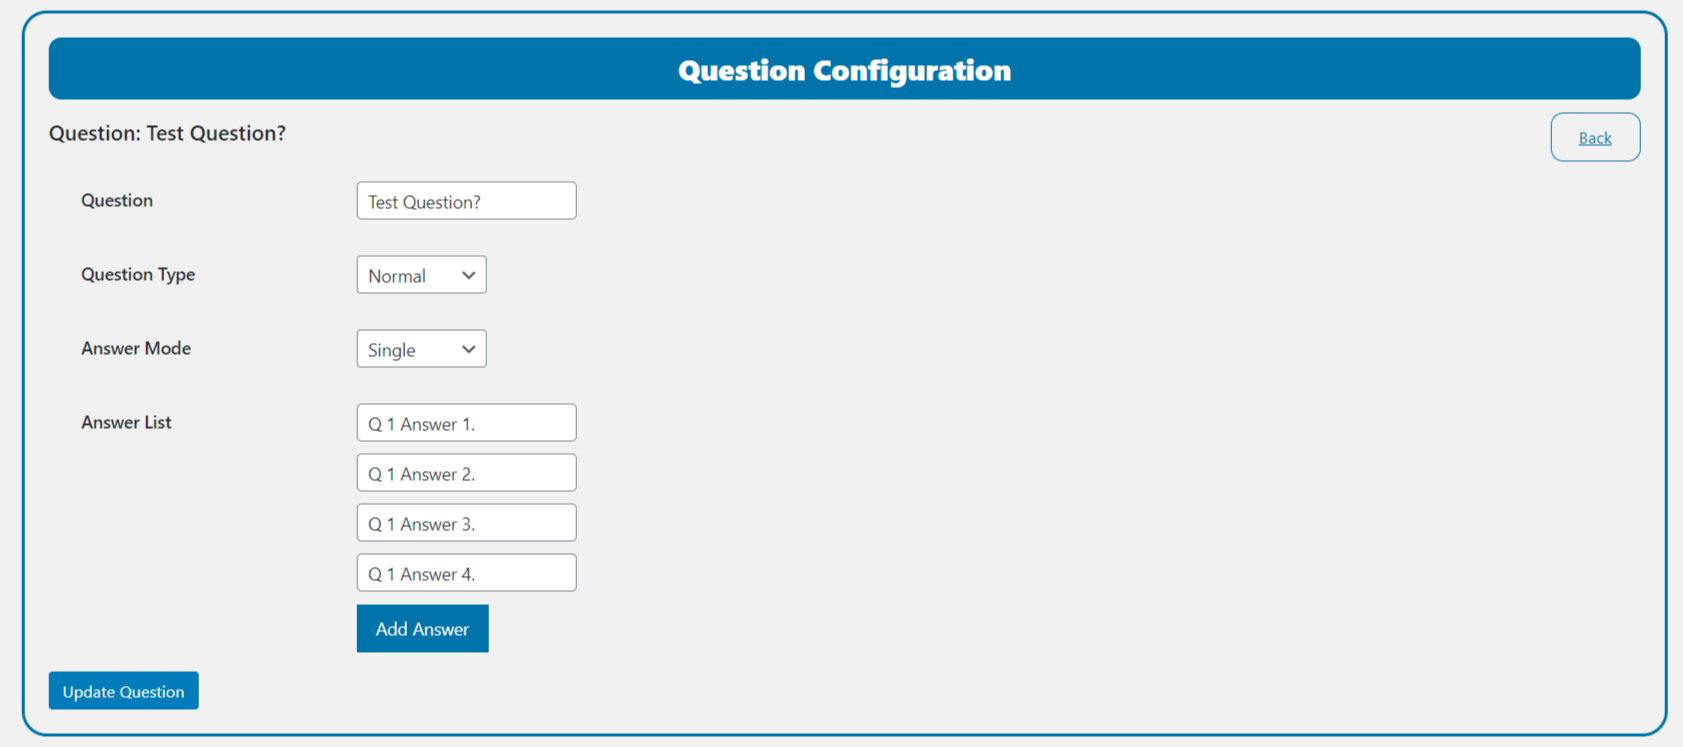 Question Configuration
Question: Test Question?
Back
Question
Test Question?
Question Type
Normal
Answer Mode
Single
Answer List
Q 1 Answer 1.
Q 1 Answer 2.
Q 1 Answer 3.
Q 1 Answer 4.
Add Answer
Update Question